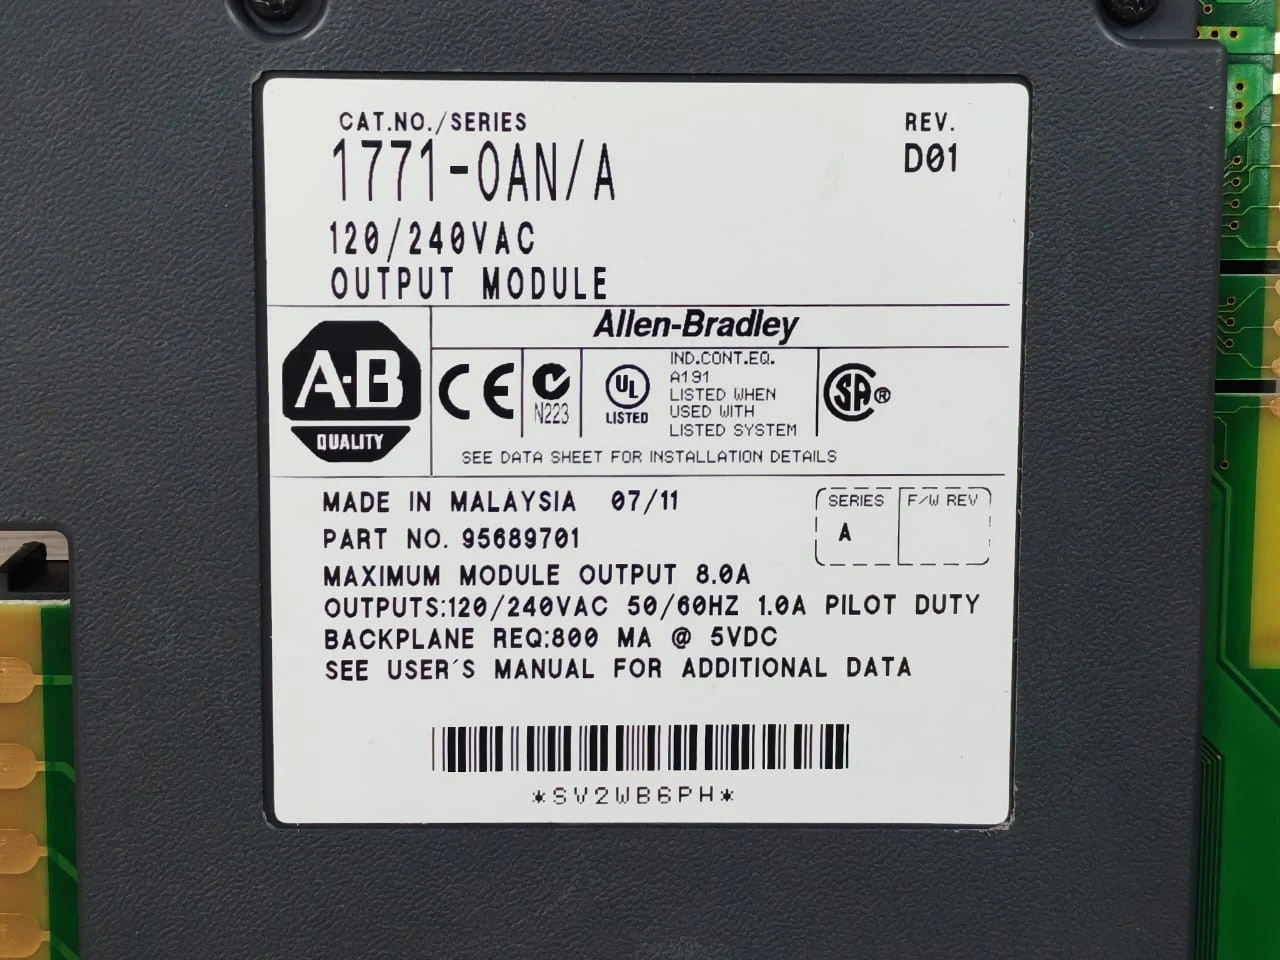 CAT.NO./SERIES
REV.
1771-OAN/A
D01
120/240VAC
OUTPUT MODULE
Allen-Bradley
A-B
QUALITY
CE
N223
UL
LISTED
IND.CONT.EQ.
A191
LISTED WHEN
USED WITH
LISTED SYSTEM
SA®
SEE DATA SHEET FOR INSTALLATION DETAILS
MADE IN MALAYSIA 07/11
SERIES
F/W REV
A
PART NO. 95689701
MAXIMUM MODULE OUTPUT 8.0A
OUTPUTS:120/240VAC 50/60HZ 1.0A PILOT DUTY
BACKPLANE REQ:800 MA @ 5VDC
SEE USER´S MANUAL FOR ADDITIONAL DATA
*SV2WB6PH*